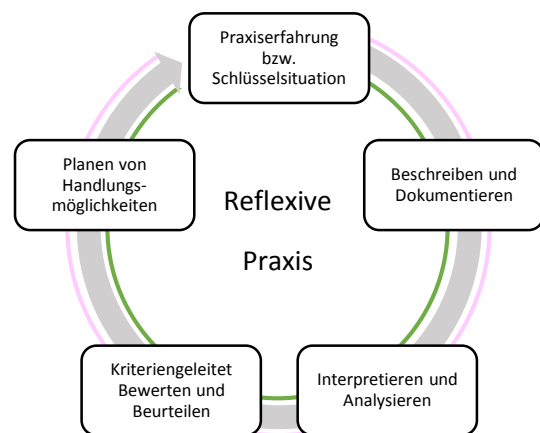 Praxiserfahrung
bzw.
Schlüsselsituation
Beschreiben und
Dokumentieren
Interpretieren und
Analysieren
Kriteriengeleitet
Bewerten und
Beurteilen
Planen von
Handlungs-
möglichkeiten
Reflexive
Praxis